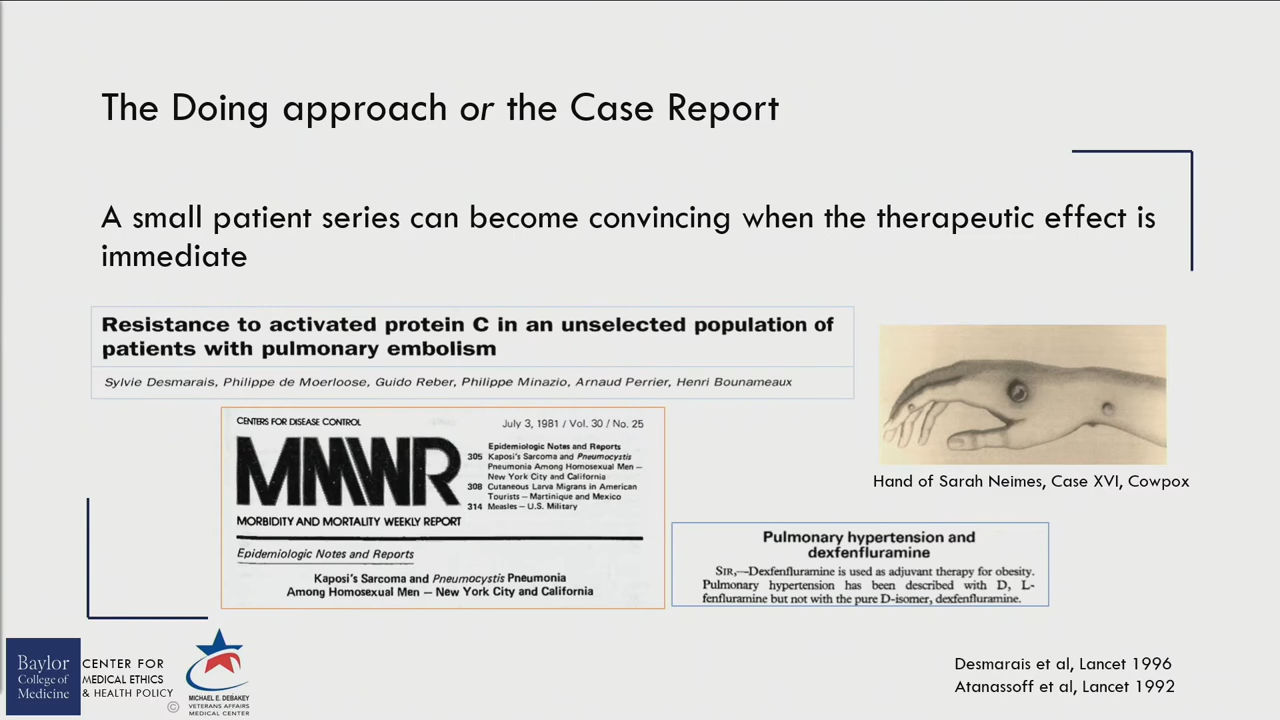 The Doing approach or the Case Report
A small patient series can become convincing when the therapeutic effect is
immediate
Resistance to activated protein C in an unselected population of
patients with pulmonary embolism
Sylvie Desmarais, Philippe de Moerloose, Guido Reber, Philippe Minazio, Arnaud Perrier, Henri Bounameaux
CENTERS FOR DISEASE CONTROL
July 3, 1981 / Vol. 30 / No. 25
MMWR
MORBIDITY AND MORTALITY WEEKLY REPORT
Epidemiologic Notes and Reports
305 Kaposi's Sarcoma and Pneumocystis
Pneumonia Among Homosexual Men –
New York City and California
308 Cutaneous Larva Migrans in American
Tourists – Martinique and Mexico
314 Measles – U.S. Military
Epidemiologic Notes and Reports
Kaposi's Sarcoma and Pneumocystis Pneumonia
Among Homosexual Men – New York City and California
Hand of Sarah Neimes, Case XVI, Cowpox
Pulmonary hypertension and
dexfenfluramine
SIR,—Dexfenfluramine is used as adjuvant therapy for obesity.
Pulmonary hypertension has been described with D, L-
fenfluramine but not with the pure D-isomer, dexfenfluramine.
Desmarais et al, Lancet 1996
Atanassoff et al, Lancet 1992
Baylor
College of
Medicine
CENTER FOR
MEDICAL ETHICS
& HEALTH POLICY
©
MICHAEL E. DEBAKEY
VETERANS AFFAIRS
MEDICAL CENTER